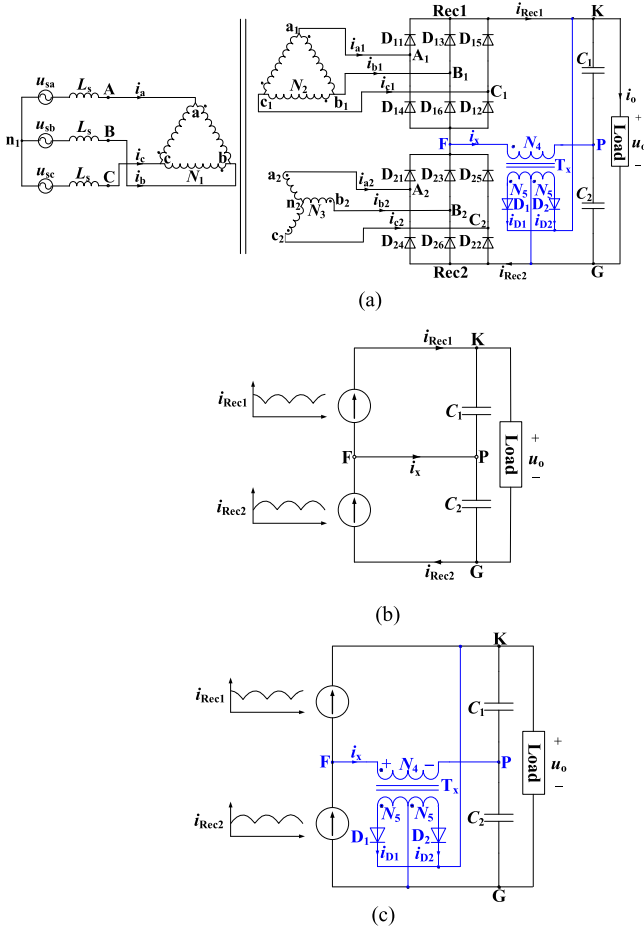 Rec1 i_Rec1 K
a1 i_a1 D11 D13 D15
A1
i_b1 B1 C1
u_sa L_s A i_a
a
N2 i_c1 C1
c1 b1 D14 D16 D12
i_o
u_sb L_s B
n1
i_x N4
F P
T_x
Load + u_o –
u_sc L_s C i_c c b
i_b N1
a2 i_a2 D21 D23 D25
A2
n2 b2 i_b2 B2
N3
i_c2 C2
c2 D24 D26 D22
N5 N5
D1 D2
i_D1 i_D2
C2
Rec2 i_Rec2 G
(a)
i_Rec1 K
i_Rec1
C1
Load + u_o –
F i_x P
i_Rec2
C2
i_Rec2 G
(b)
K
i_Rec1
C1
F i_x + N4 – P
T_x
Load + u_o –
i_Rec2
N5 N5
D1 D2
i_D1 i_D2
C2
G
(c)